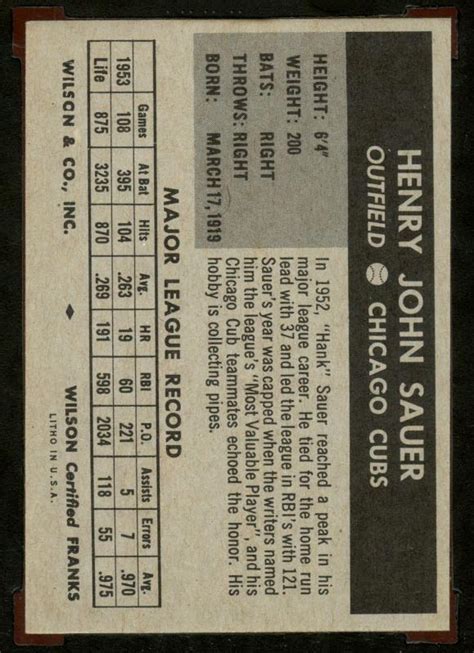 HENRY JOHN SAUER
OUTFIELD CHICAGO CUBS
HEIGHT: 6'4"
WEIGHT: 200
BATS: RIGHT
THROWS: RIGHT
BORN: MARCH 17, 1919
In 1952, "Hank" Sauer reached a peak in his
major league career. He tied for the home run
lead with 37 and led the league in RBI's with 121.
Sauer's year was capped when the writers named
him the league's "Most Valuable Player", and his
Chicago Cub teammates echoed the honor. His
hobby is collecting pipes.
MAJOR LEAGUE RECORD
Games At Bat Hits Avg. HR RBI P.O. Assists Errors Avg.
1953 108 395 104 .263 19 60 221 5 7 .970
Life 875 3235 870 .269 191 598 2034 118 55 .975
WILSON & CO., INC. WILSON Certified FRANKS
LITHO IN U.S.A.